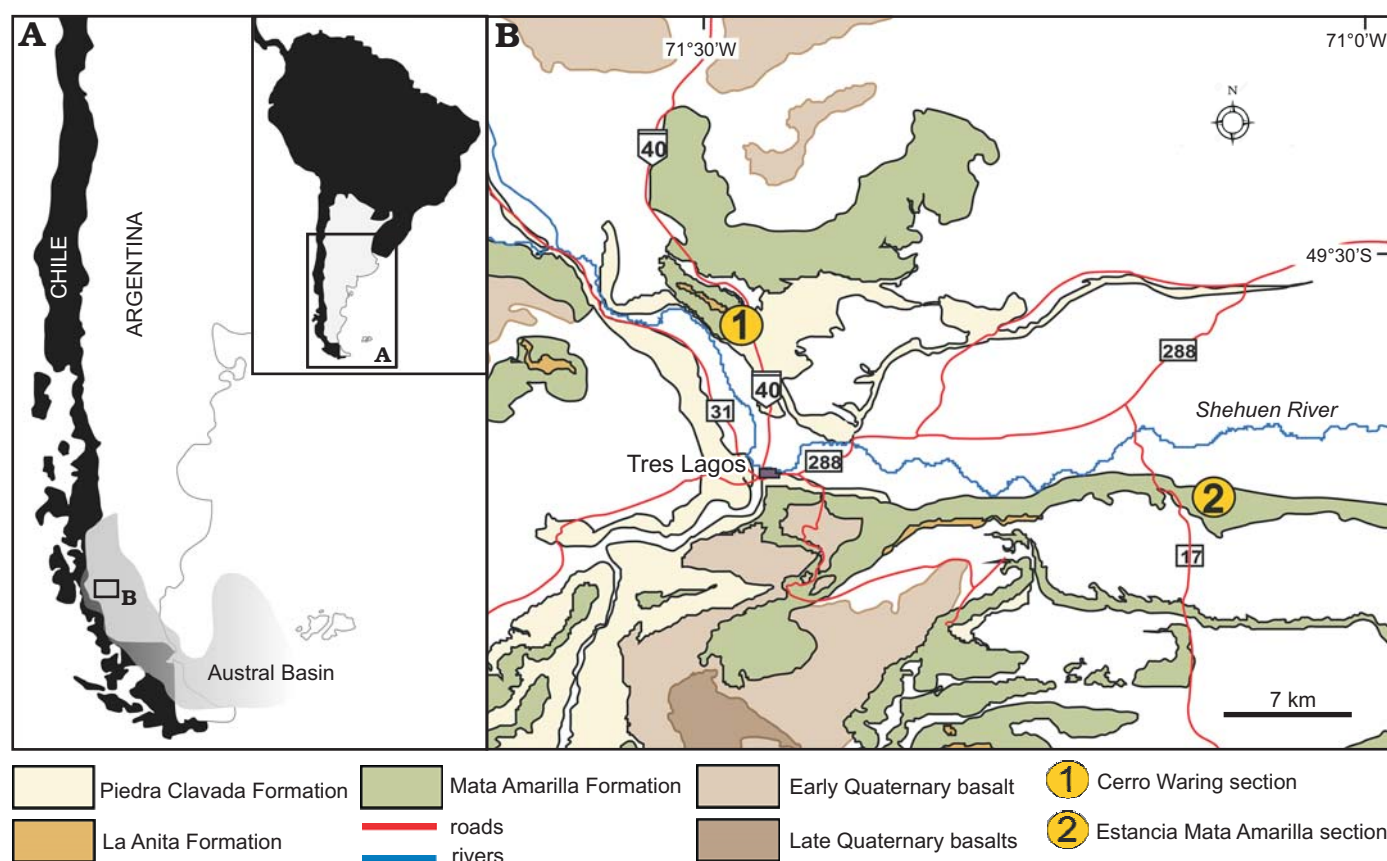 A
CHILE
ARGENTINA
A
B
Austral Basin
B
71°30'W
71°0'W
N
40
49°30'S
1
288
40
31
Shehuen River
Tres Lagos
288
2
17
7 km
Piedra Clavada Formation
Mata Amarilla Formation
Early Quaternary basalt
1 Cerro Waring section
La Anita Formation
roads
rivers
Late Quaternary basalts
2 Estancia Mata Amarilla section